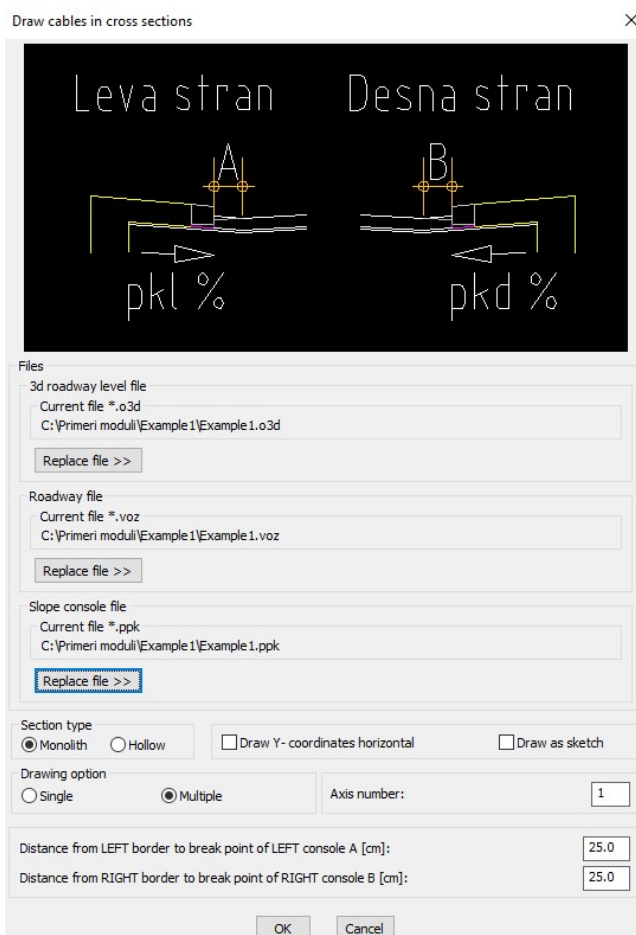 Draw cables in cross sections
Leva stran Desna stran
A B
pkl % pkd %
Files
3d roadway level file
Current file *.o3d
C:\Primeri moduli\Example1\Example1.o3d
Replace file >>
Roadway file
Current file *.voz
C:\Primeri moduli\Example1\Example1.voz
Replace file >>
Slope console file
Current file *.ppk
C:\Primeri moduli\Example1\Example1.ppk
Replace file >>
Section type
Monolith Hollow Draw Y- coordinates horizontal Draw as sketch
Drawing option
Single Multiple Axis number: 1
Distance from LEFT border to break point of LEFT console A [cm]: 25.0
Distance from RIGHT border to break point of RIGHT console B [cm]: 25.0
OK Cancel